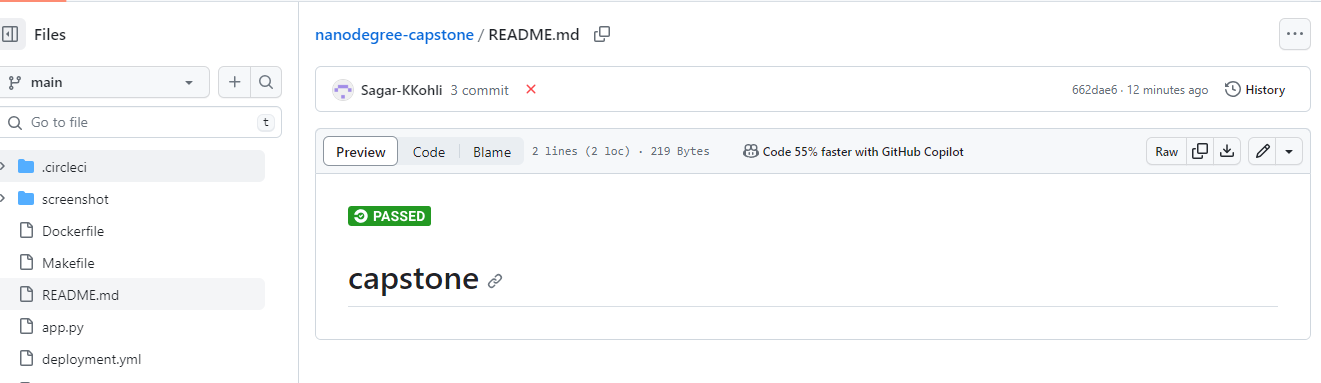 Files
main
Go to file
t
.circleci
screenshot
Dockerfile
Makefile
README.md
app.py
deployment.yml
nanodegree-capstone / README.md
Sagar-KKohli 3 commit
662dae6 · 12 minutes ago
History
Preview
Code
Blame
2 lines (2 loc) · 219 Bytes
Code 55% faster with GitHub Copilot
Raw
PASSED
capstone